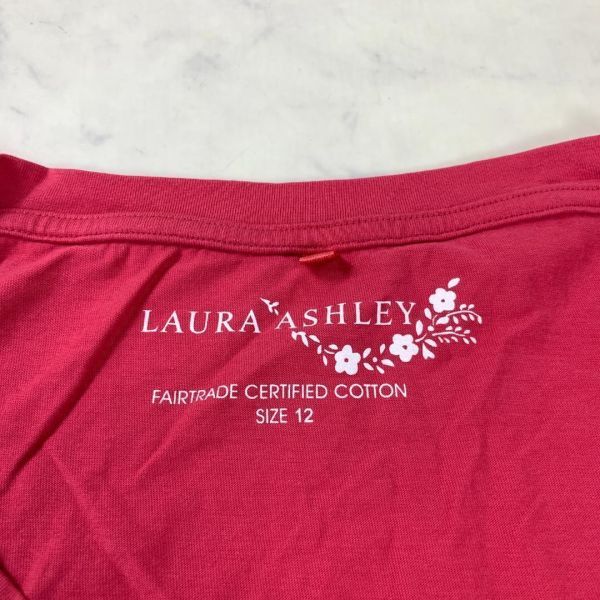 LAURA ASHLEY
FAIRTRADE CERTIFIED COTTON
SIZE 12